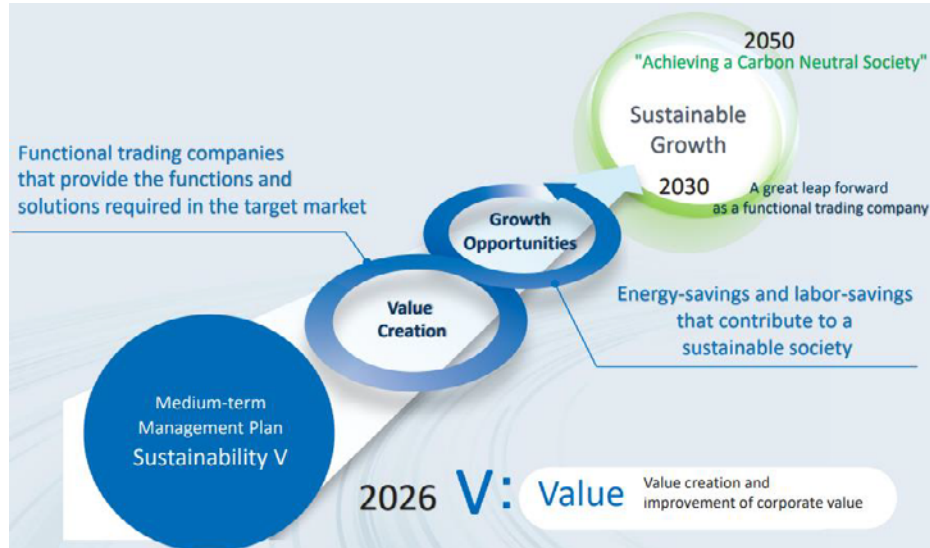 2050
"Achieving a Carbon Neutral Society"
Sustainable
Growth
2030
A great leap forward
as a functional trading company
Functional trading companies
that provide the functions and
solutions required in the target market
Growth
Opportunities
Value
Creation
Energy-savings and labor-savings
that contribute to a
sustainable society
Medium-term
Management Plan
Sustainability V
2026 V: Value
Value creation and
improvement of corporate value